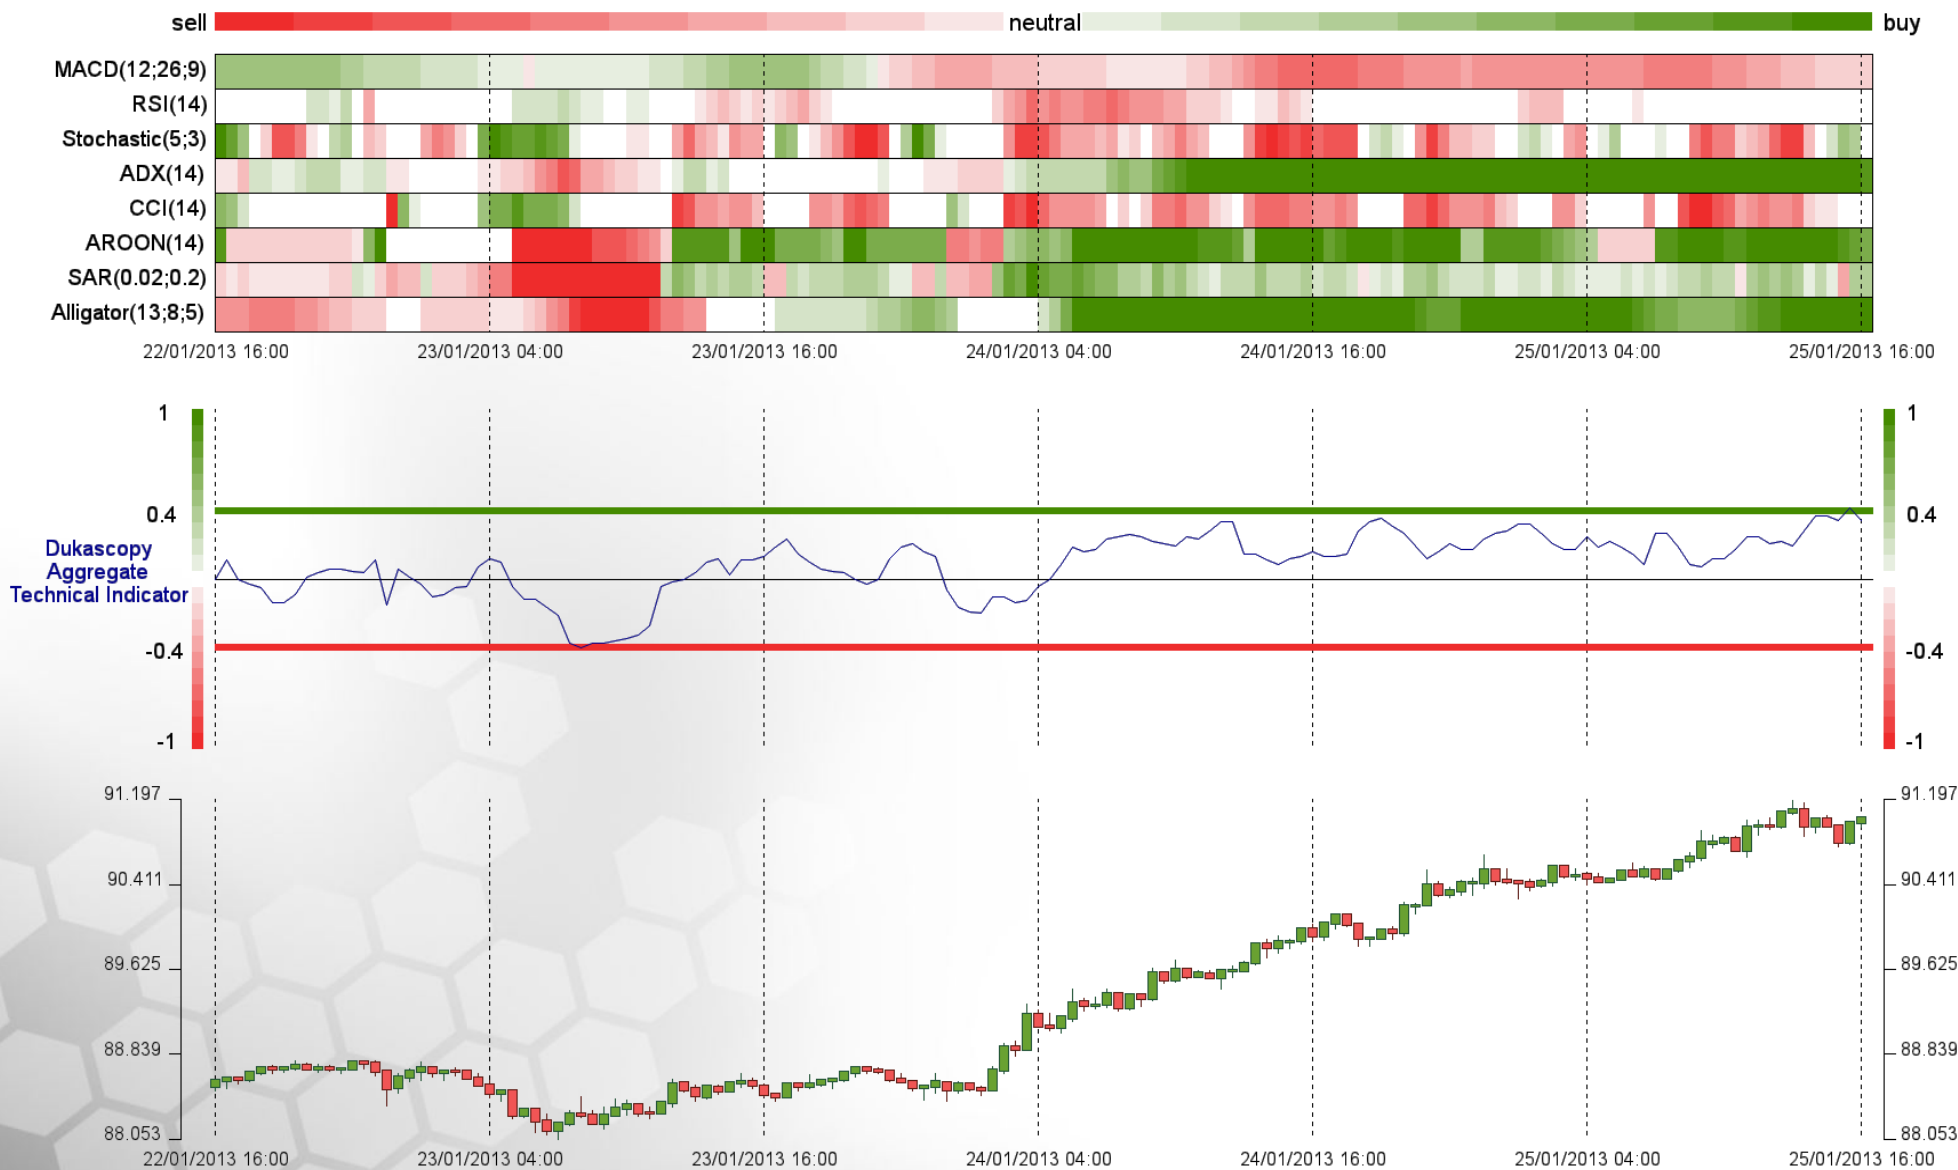 sell neutral buy
MACD(12;26;9)
RSI(14)
Stochastic(5;3)
ADX(14)
CCI(14)
AROON(14)
SAR(0.02;0.2)
Alligator(13;8;5)
22/01/2013 16:00 23/01/2013 04:00 23/01/2013 16:00 24/01/2013 04:00 24/01/2013 16:00 25/01/2013 04:00 25/01/2013 16:00
1 1
0.4 0.4
Dukascopy
Aggregate
Technical Indicator
-0.4 -0.4
-1 -1
91.197 91.197
90.411 90.411
89.625 89.625
88.839 88.839
88.053 88.053
22/01/2013 16:00 23/01/2013 04:00 23/01/2013 16:00 24/01/2013 04:00 24/01/2013 16:00 25/01/2013 04:00 25/01/2013 16:00